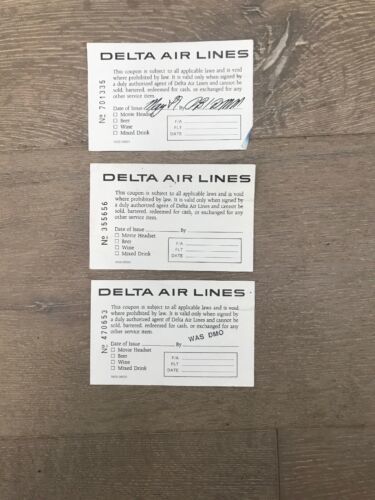 DELTA AIR LINES
This coupon is subject to all applicable laws and is void
where prohibited by law. It is valid only when signed by
a duly authorized agent of Delta Air Lines and cannot be
sold, bartered, redeemed for cash, or exchanged for any
other service item.
Date of Issue By
☐ Movie Headset
☐ Beer
☐ Wine
☐ Mixed Drink
F/A
FLT
DATE
No 701335
DELTA AIR LINES
This coupon is subject to all applicable laws and is void
where prohibited by law. It is valid only when signed by
a duly authorized agent of Delta Air Lines and cannot be
sold, bartered, redeemed for cash, or exchanged for any
other service item.
Date of Issue By
☐ Movie Headset
☐ Beer
☐ Wine
☐ Mixed Drink
F/A
FLT
DATE
No 355656
DELTA AIR LINES
This coupon is subject to all applicable laws and is void
where prohibited by law. It is valid only when signed by
a duly authorized agent of Delta Air Lines and cannot be
sold, bartered, redeemed for cash, or exchanged for any
other service item.
Date of Issue By
WAS DMO
☐ Movie Headset
☐ Beer
☐ Wine
☐ Mixed Drink
F/A
FLT
DATE
No 470653